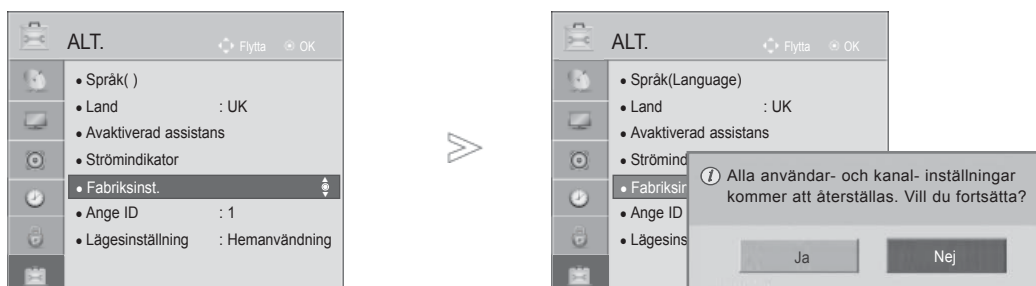 ALT. Flytta OK
• Språk( )
• Land : UK
• Avaktiverad assistans
• Strömindikator
• Fabriksinst.
• Ange ID : 1
• Lägesinställning : Hemanvändning
ALT. Flytta OK
• Språk(Language)
• Land : UK
• Avaktiverad assistans
• Strömind
• Fabriksin
• Ange ID
• Lägesins
Alla användar- och kanal- inställningar
kommer att återställas. Vill du fortsätta?
Ja Nej